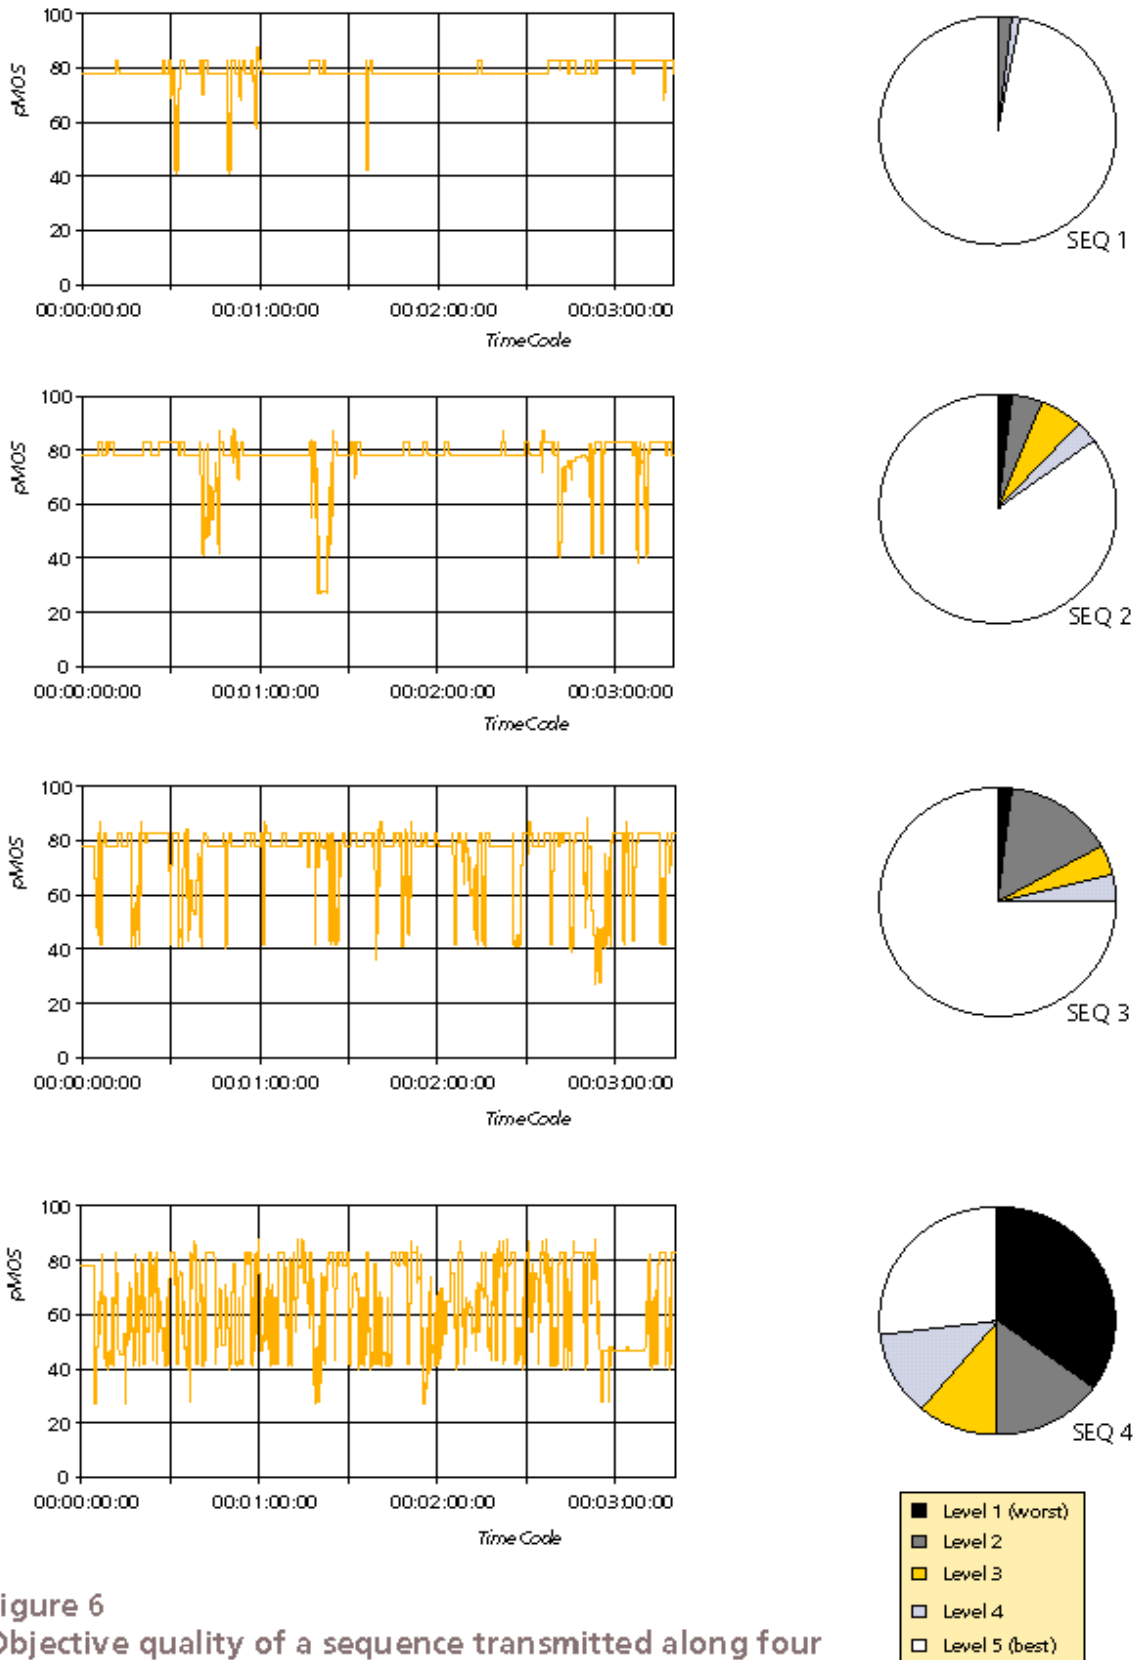 100
80
60
40
20
0
pMOS
00:00:00:00 00:01:00:00 00:02:00:00 00:03:00:00
TimeCode
SEQ 1
100
80
60
40
20
0
pMOS
00:00:00:00 00:01:00:00 00:02:00:00 00:03:00:00
TimeCode
SEQ 2
100
80
60
40
20
0
pMOS
00:00:00:00 00:01:00:00 00:02:00:00 00:03:00:00
TimeCode
SEQ 3
100
80
60
40
20
0
pMOS
00:00:00:00 00:01:00:00 00:02:00:00 00:03:00:00
Time Code
SEQ 4
Level 1 (worst)
Level 2
Level 3
Level 4
Level 5 (best)
igure 6
Objective quality of a sequence transmitted along four